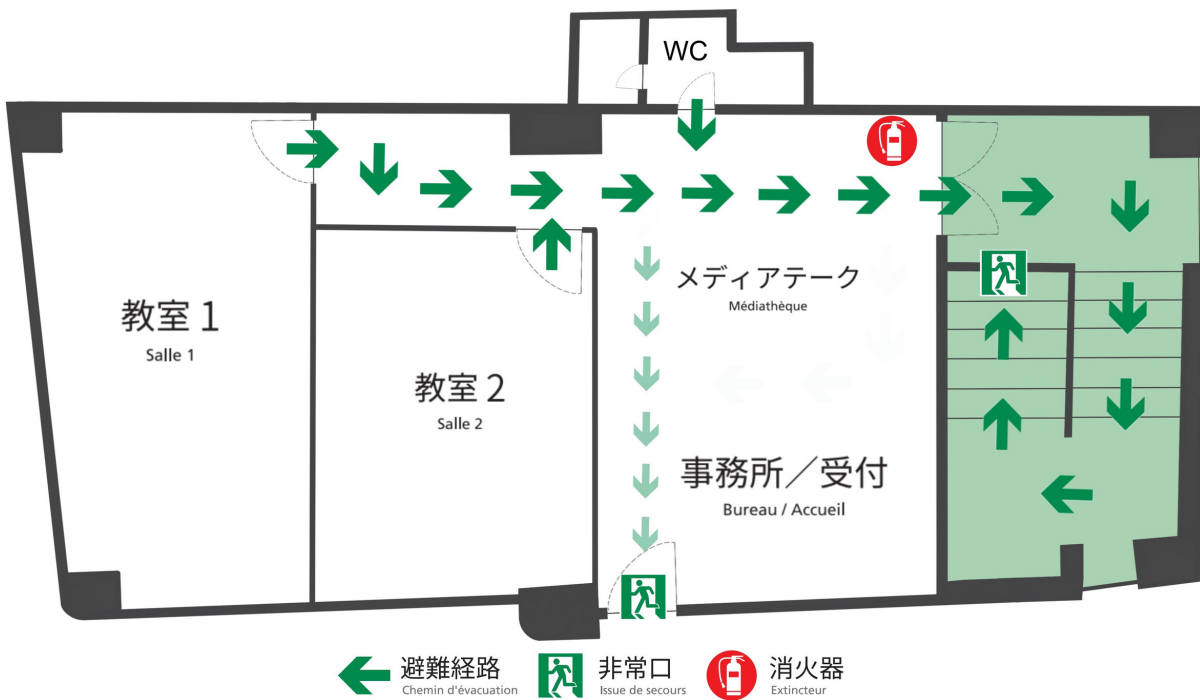 WC
メディアテーク
Médiathèque
教室 1
Salle 1
教室 2
Salle 2
事務所／受付
Bureau / Accueil
避難経路
Chemin d'évacuation
非常口
Issue de secours
消火器
Extincteur